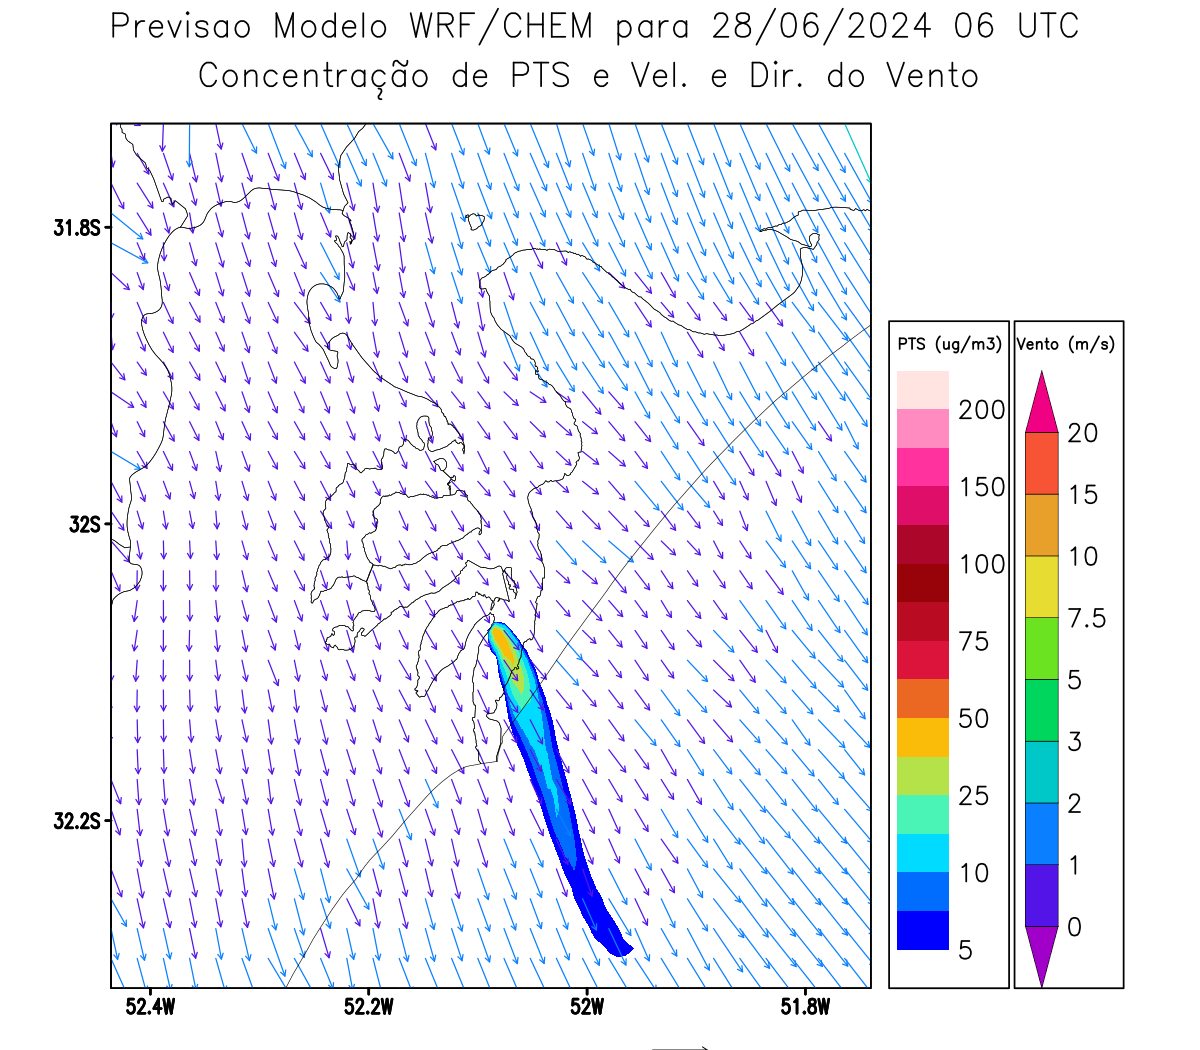 Previsao Modelo WRF/CHEM para 28/06/2024 06 UTC
Concentração de PTS e Vel. e Dir. do Vento
31.8S
32S
32.2S
52.4W
52.2W
52W
51.8W
PTS (ug/m3)
200
150
100
75
50
25
10
5
Vento (m/s)
20
15
10
7.5
5
3
2
1
0